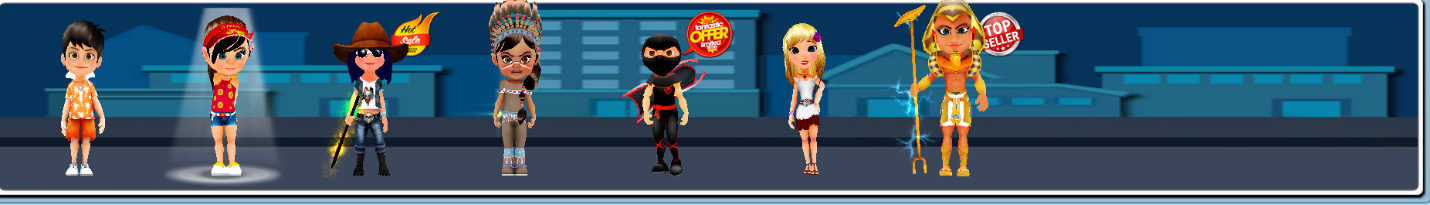 Hot
Sale
fantastic
OFFER
limited
TOP
SELLER